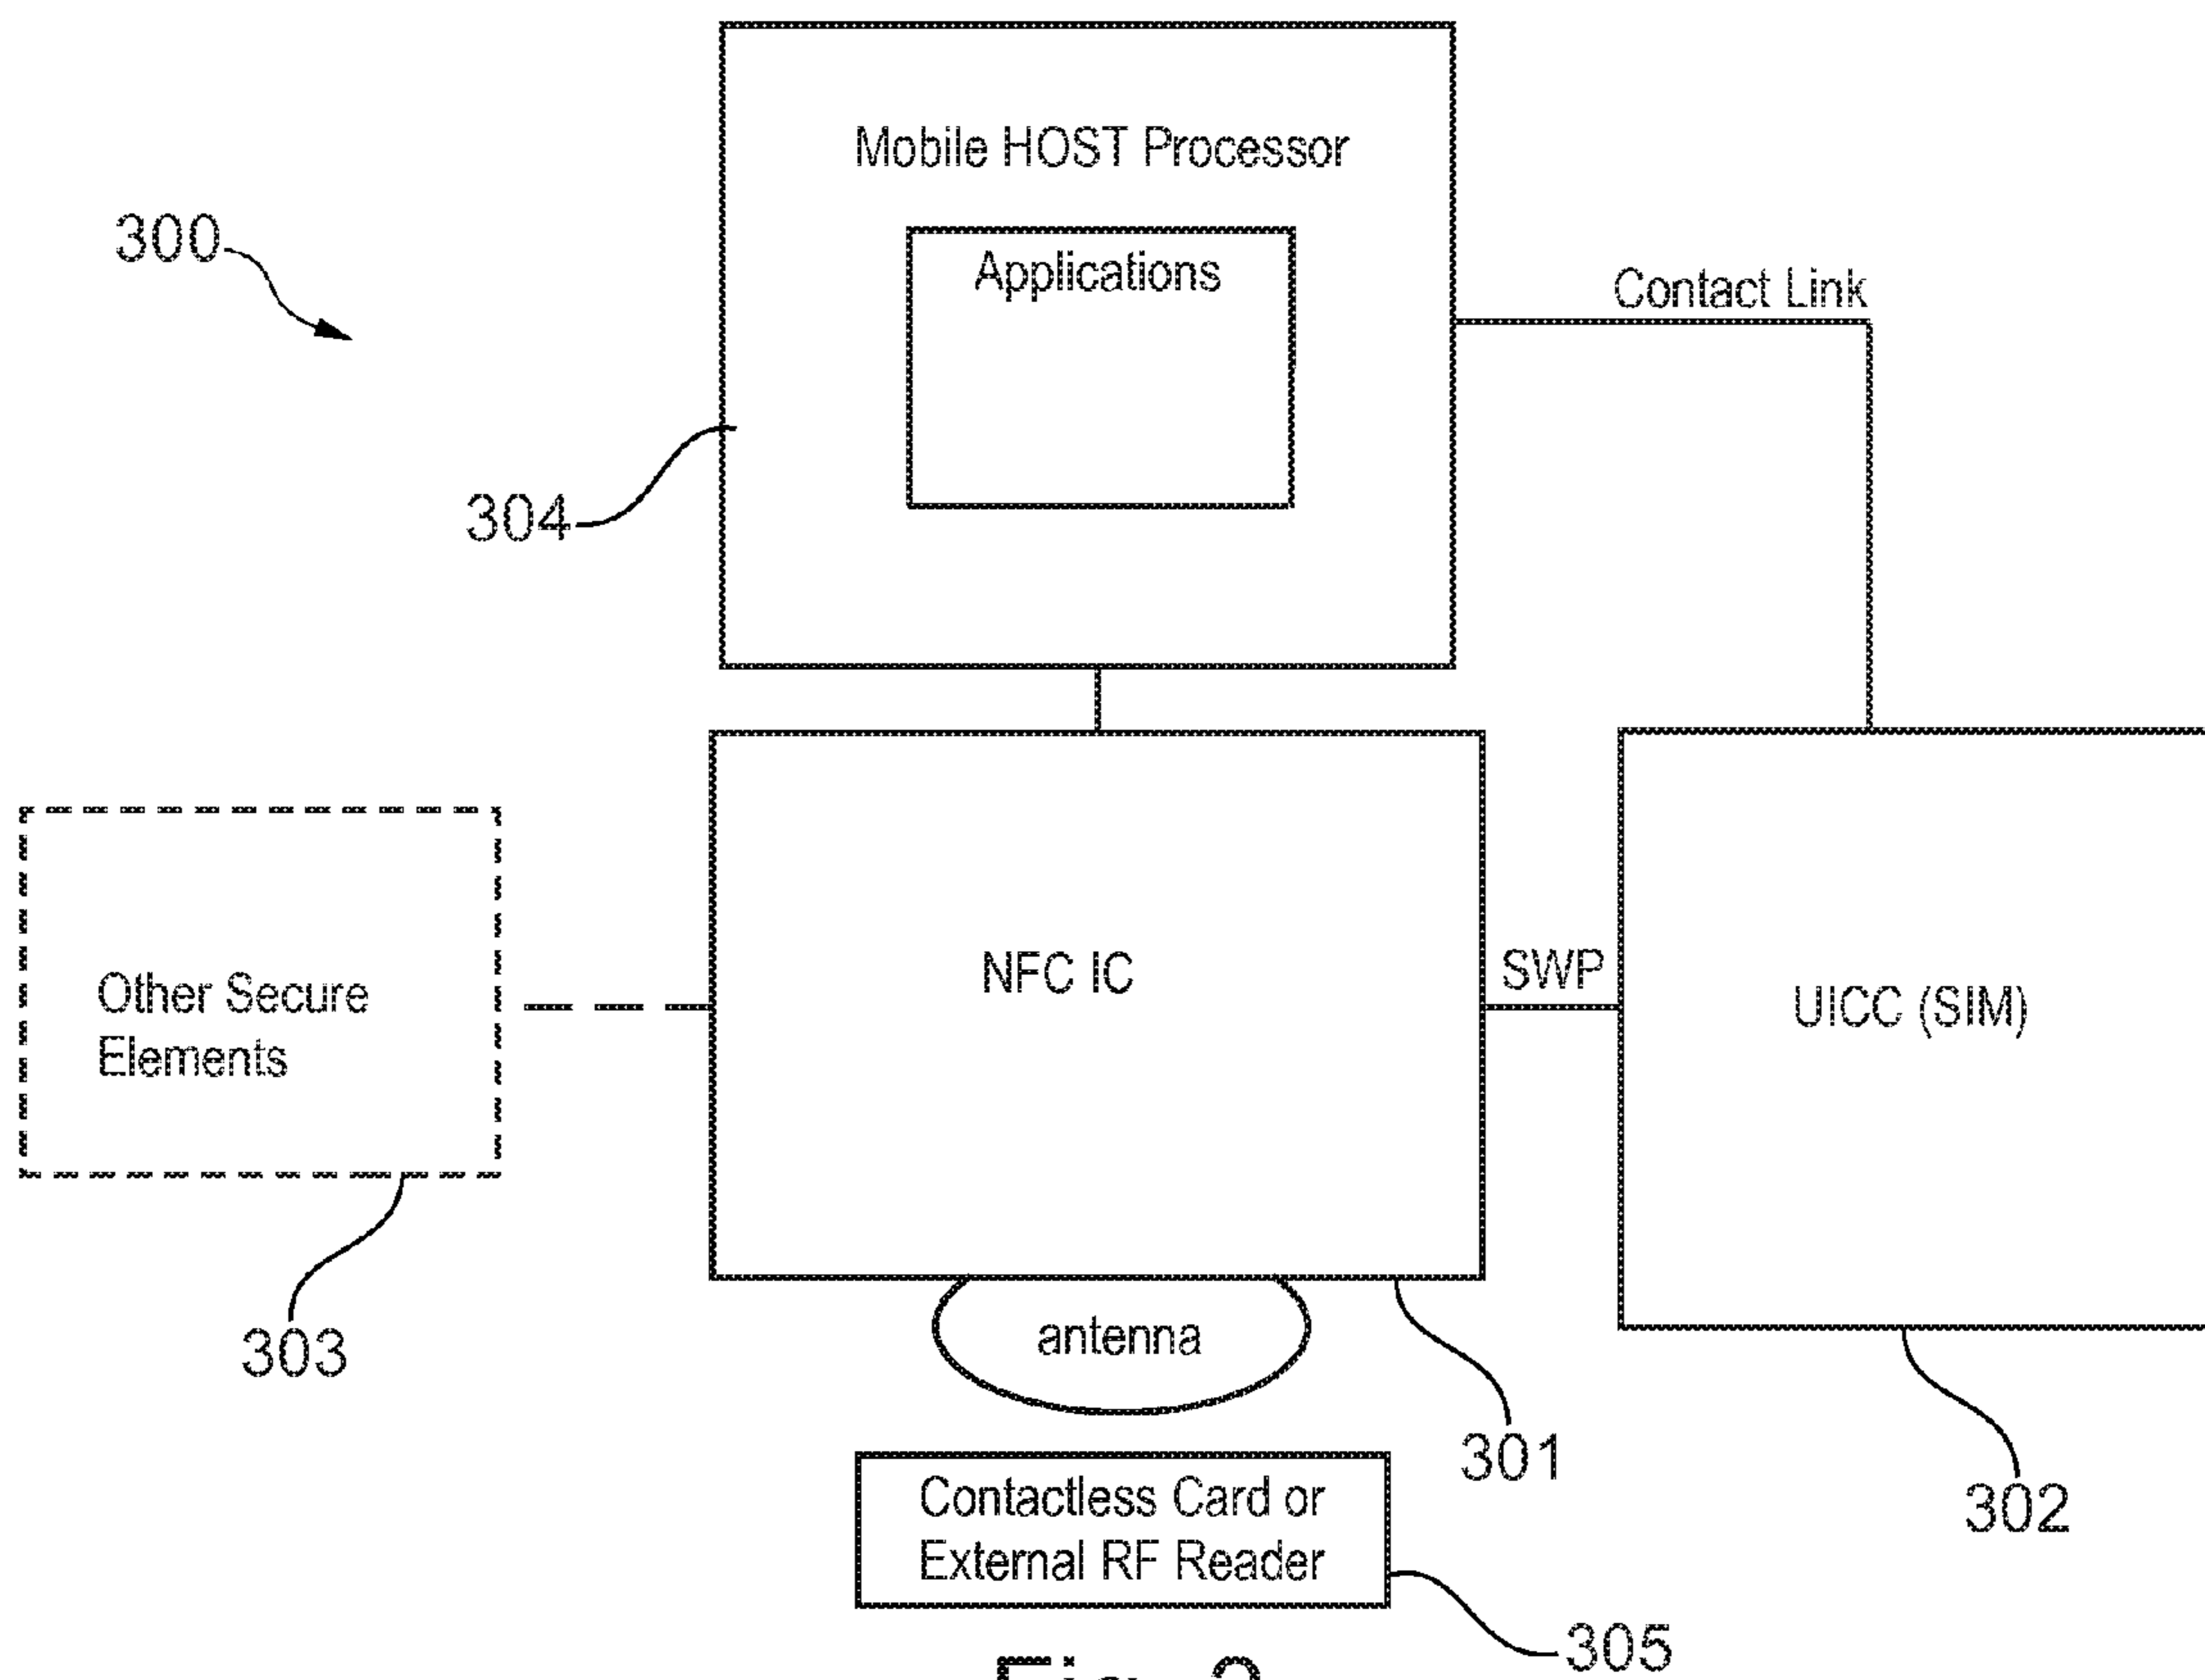 Mobile HOST Processor
300
Applications
Contact Link
304
NFC IC
SWP
Other Secure
Elements
UICC (SIM)
antenna
303
301
Contactless Card or
External RF Reader
302
305